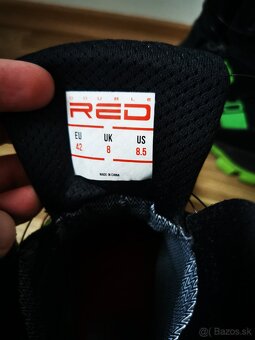 DOUBLE
RED
EU UK US
42 8 8.5
MADE IN CHINA
Bazos.sk